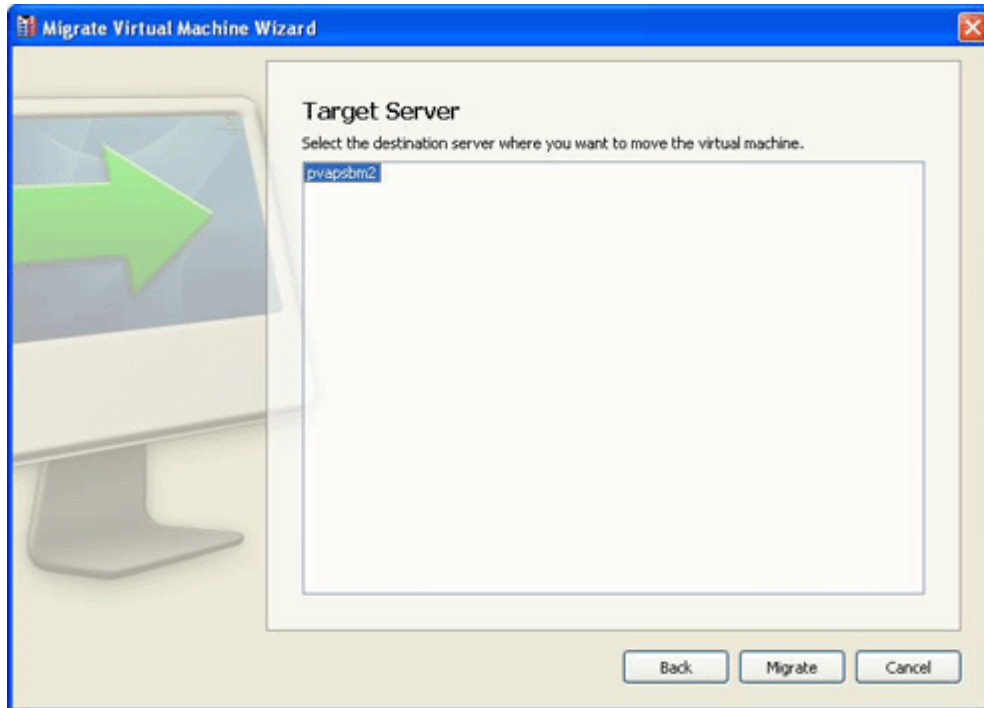 Migrate Virtual Machine Wizard
Target Server
Select the destination server where you want to move the virtual machine.
pvapsbm2
Back
Migrate
Cancel